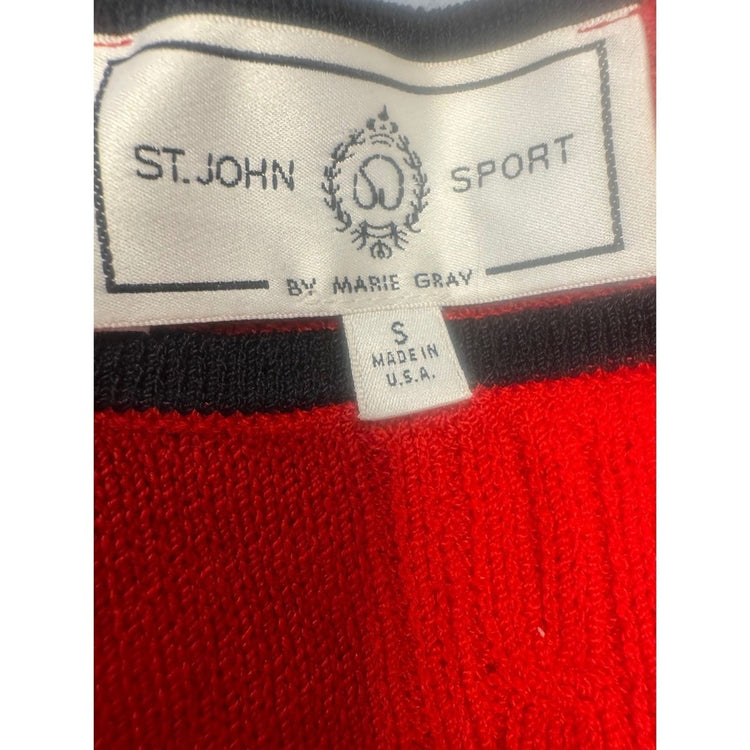 ST. JOHN SPORT
BY MARIE GRAY
S
MADE IN
U.S.A.